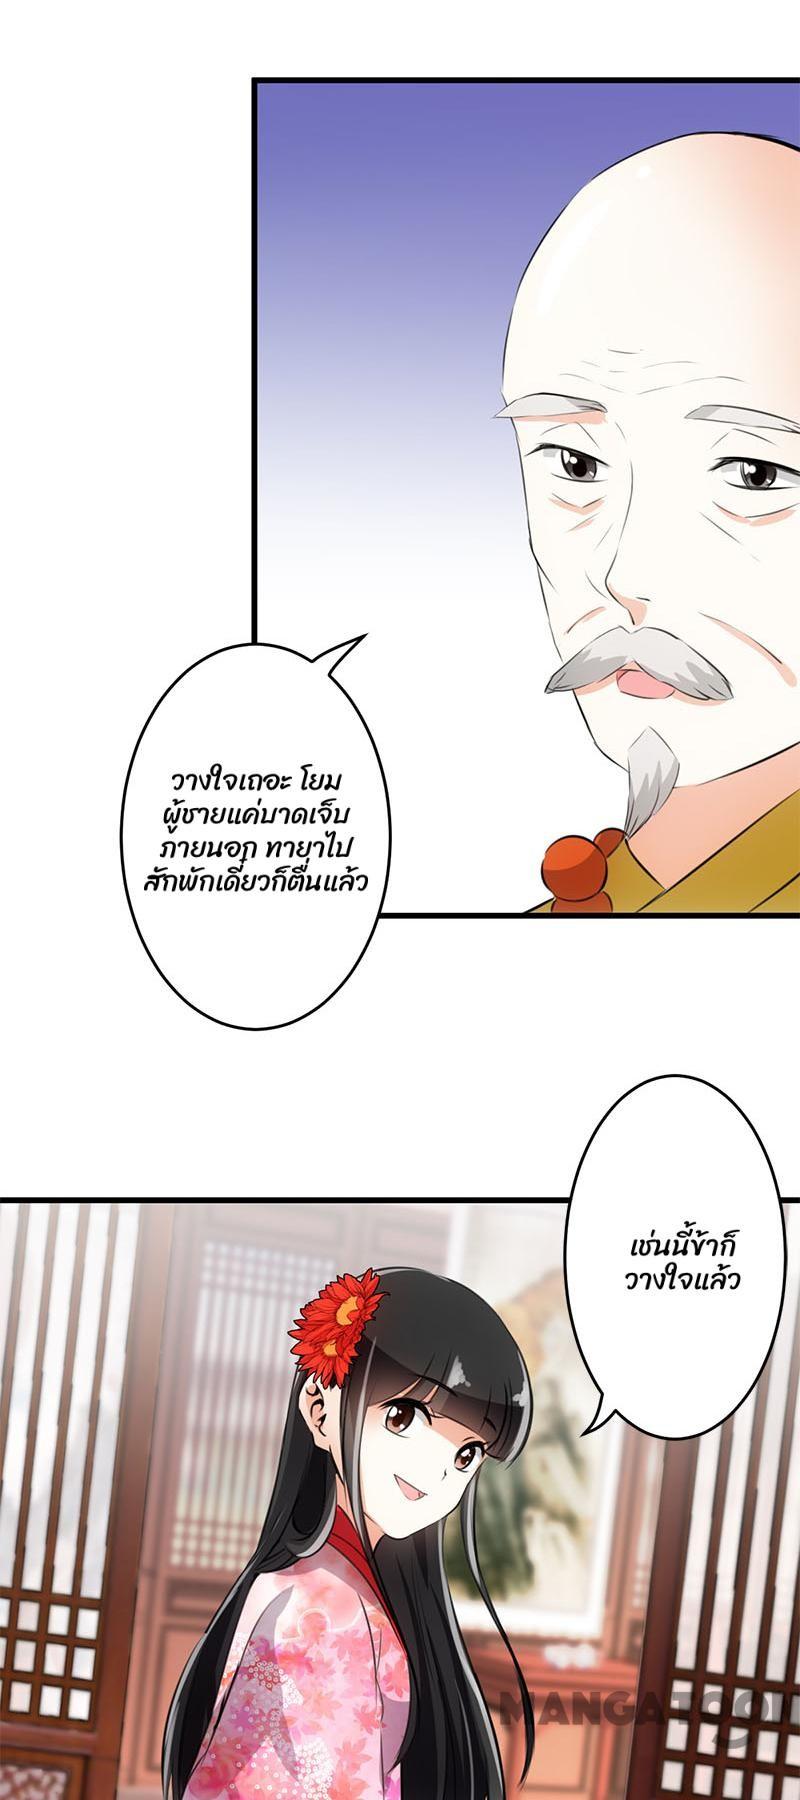 วางใจเถอะ โยม
ผู้ชายแค่บาดเจ็บ
ภายนอก ทายาไป
สักพักเดี๋ยวก็ตื่นแล้ว
เช่นนี้ข้าก็
วางใจแล้ว
MANGATOON